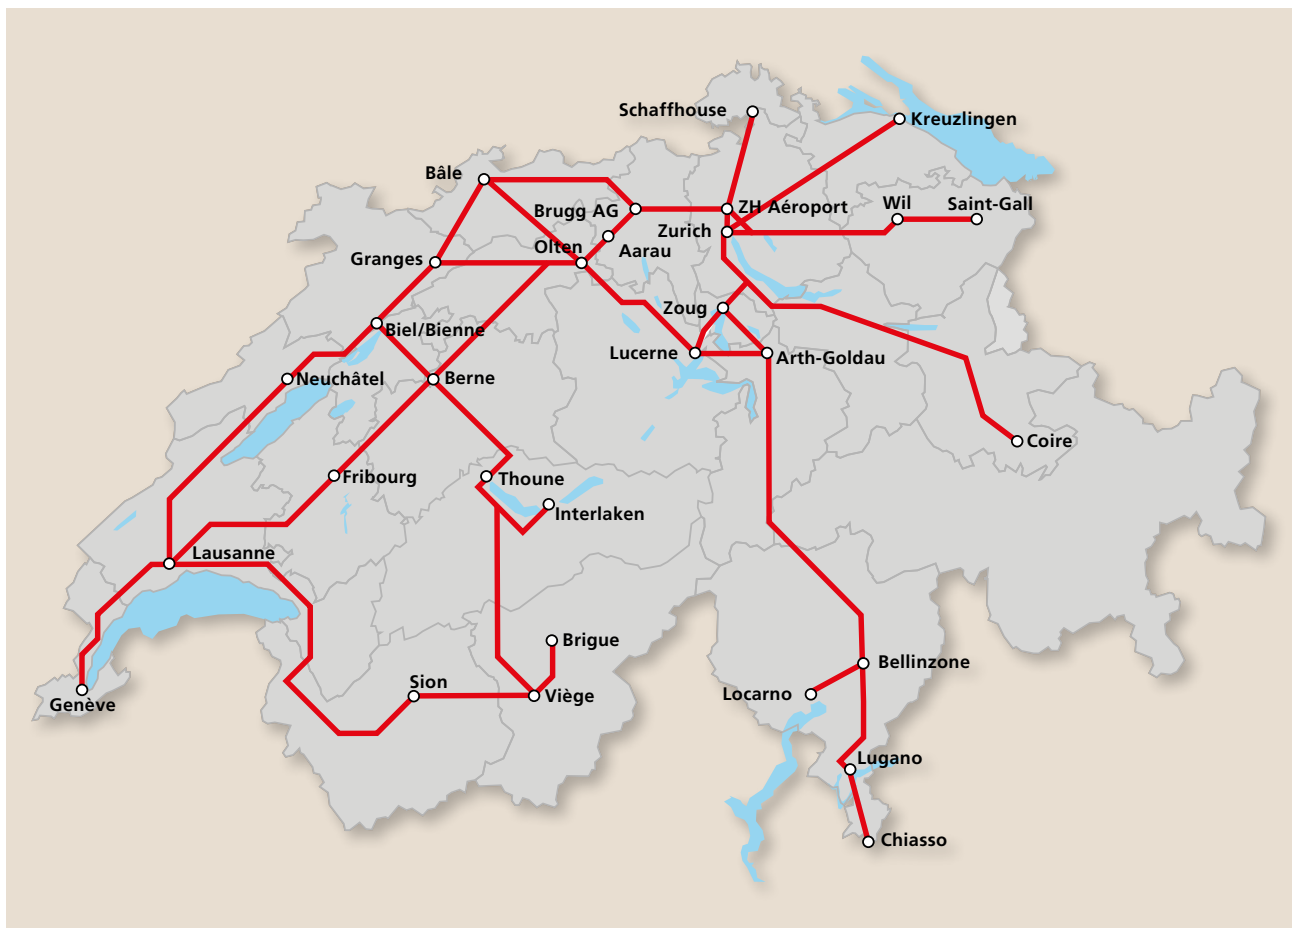 Schaffhouse
Kreuzlingen
Bâle
Brugg AG
ZH Aéroport
Wil
Saint-Gall
Zurich
Olten
Aarau
Granges
Zoug
Biel/Bienne
Lucerne
Arth-Goldau
Neuchâtel
Berne
Coire
Fribourg
Thoune
Interlaken
Lausanne
Brigue
Bellinzone
Sion
Viège
Locarno
Genève
Lugano
Chiasso